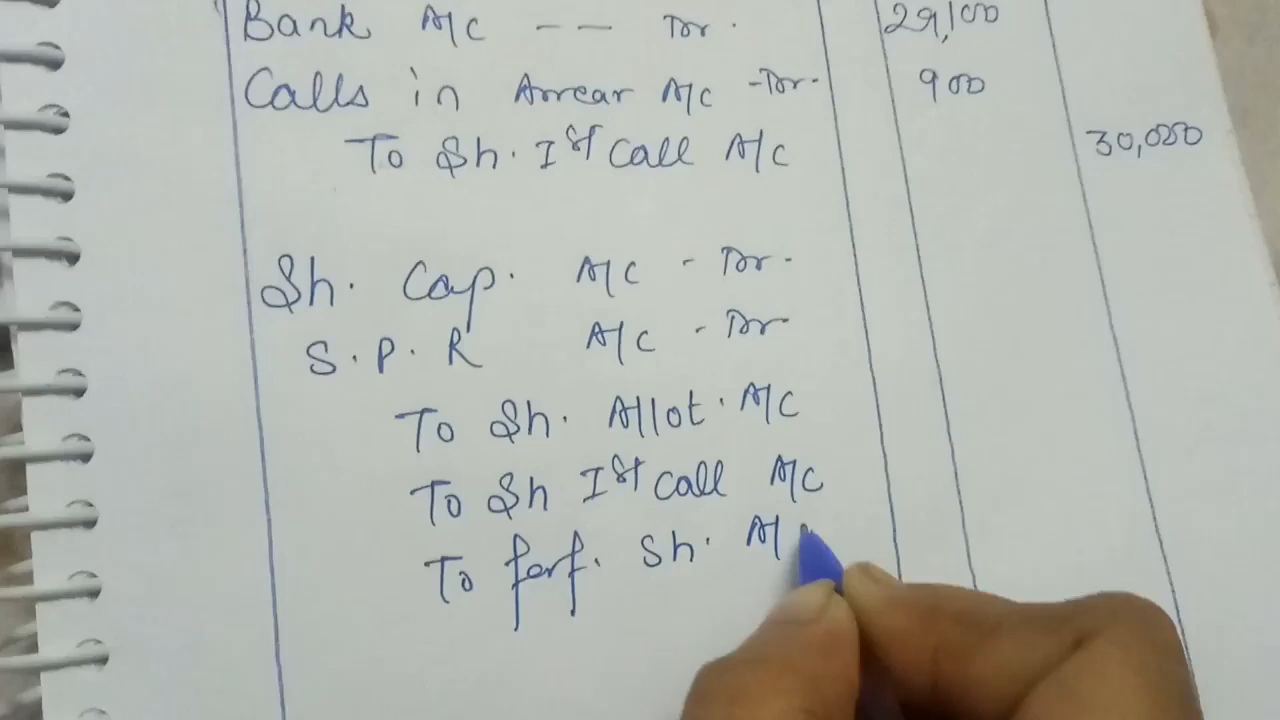 Bank A/C -- Dr. 29,100
Calls in Arrear A/C -Dr. 900
To Sh. Ist Call A/C 30,000
Sh. Cap. A/C - Dr.
S.P.R A/C - Dr
To Sh. Allot. A/C
To Sh Ist Call A/C
To forf. Sh. A/